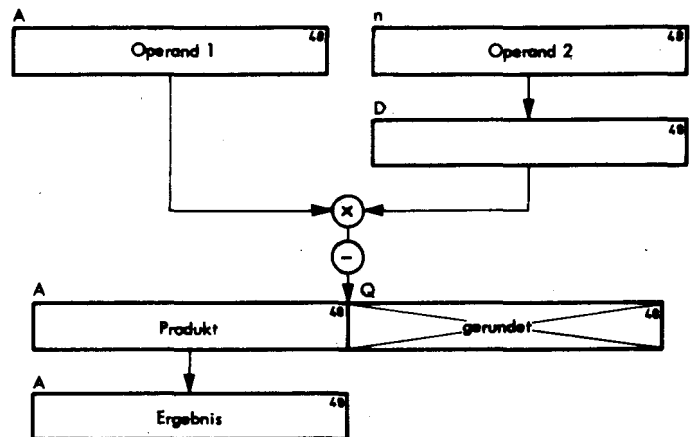 A
n
Operand 1
48
Operand 2
48
D
48
×
−
A
Q
Produkt
48
gerundet
48
A
Ergebnis
48